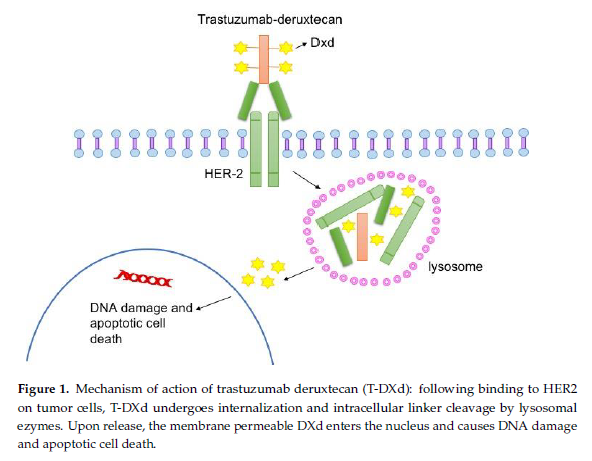 Trastuzumab-deruxtecan
Dxd
HER-2
lysosome
DNA damage and
apoptotic cell
death
Figure 1. Mechanism of action of trastuzumab deruxtecan (T-DXd): following binding to HER2
on tumor cells, T-DXd undergoes internalization and intracellular linker cleavage by lysosomal
ezymes. Upon release, the membrane permeable DXd enters the nucleus and causes DNA damage
and apoptotic cell death.